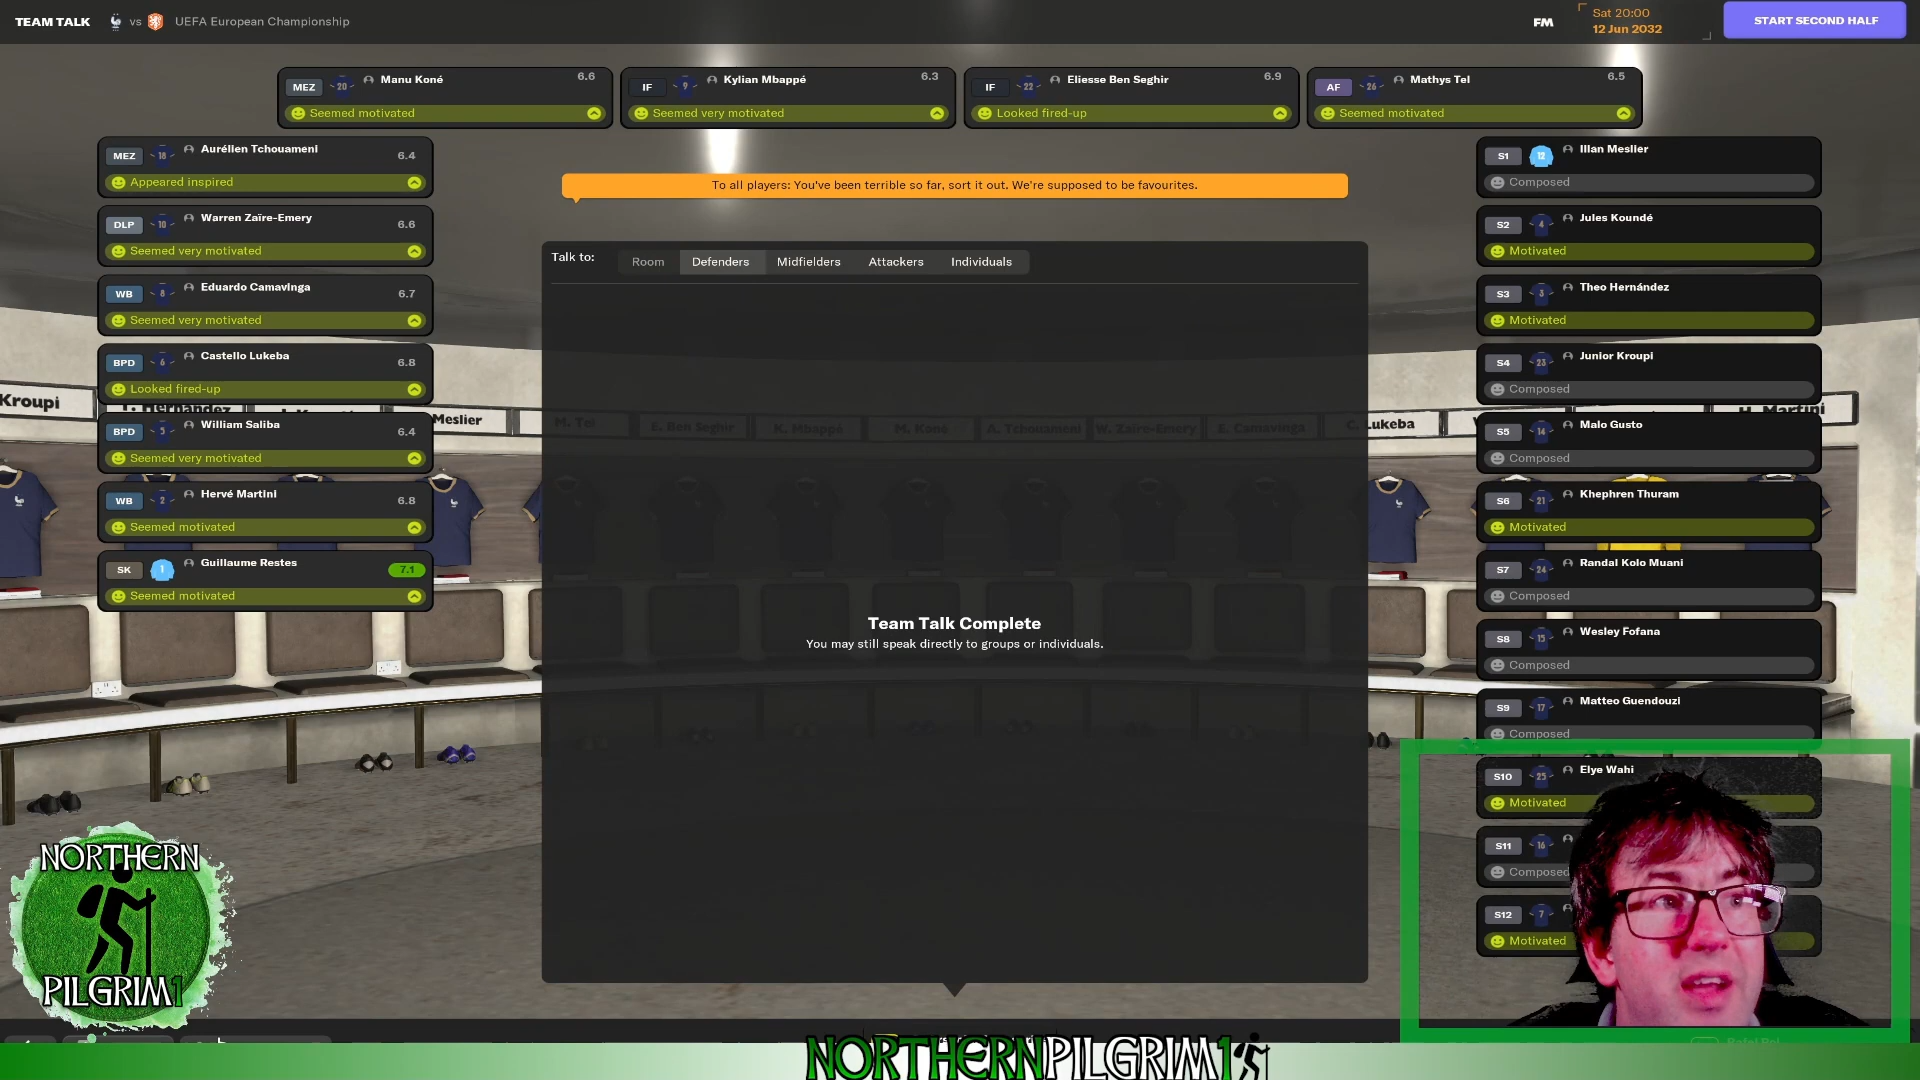 TEAM TALK
vs
UEFA European Championship
FM
Sat 20:00
12 Jun 2032
START SECOND HALF
MEZ 20 Manu Koné 6.6
Seemed motivated
IF 9 Kylian Mbappé 6.3
Seemed very motivated
IF 22 Eliesse Ben Seghir 6.9
Looked fired-up
AF 26 Mathys Tel 6.5
Seemed motivated
MEZ 18 Aurélien Tchouameni 6.4
Appeared inspired
DLP 10 Warren Zaïre-Emery 6.6
Seemed very motivated
WB 8 Eduardo Camavinga 6.7
Seemed very motivated
BPD 6 Castello Lukeba 6.8
Looked fired-up
BPD 5 William Saliba 6.4
Seemed very motivated
WB 2 Hervé Martini 6.8
Seemed motivated
SK 1 Guillaume Restes 7.1
Seemed motivated
To all players: You've been terrible so far, sort it out. We're supposed to be favourites.
Talk to:
Room
Defenders
Midfielders
Attackers
Individuals
Kroupi
Meslier
M. Tel
E. Ben Seghir
K. Mbappé
M. Koné
A. Tchouameni
W. Zaïre-Emery
E. Camavinga
C. Lukeba
H. Martini
Team Talk Complete
You may still speak directly to groups or individuals.
S1 12 Illan Meslier
Composed
S2 4 Jules Koundé
Motivated
S3 3 Theo Hernández
Motivated
S4 23 Junior Kroupi
Composed
S5 14 Malo Gusto
Composed
S6 21 Khephren Thuram
Motivated
S7 24 Randal Kolo Muani
Composed
S8 15 Wesley Fofana
Composed
S9 17 Matteo Guendouzi
Composed
S10 25 Elye Wahi
Motivated
S11 16
Composed
S12 7
Motivated
NORTHERN
PILGRIM1
NORTHERNPILGRIM1